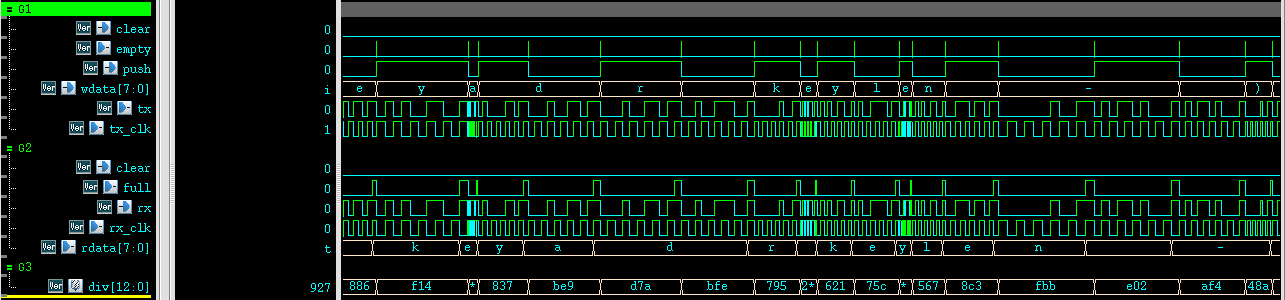 G1
clear 0
empty 0
push 0
wdata[7:0] i e y a d r k e y l e n - )
tx 0
tx_clk 1
G2
clear 0
full 0
rx 0
rx_clk 0
rdata[7:0] t k e y a d r k e y l e n -
G3
div[12:0] 927 886 f14 * 837 be9 d7a bfe 795 2* 621 75c * 567 8c3 fbb e02 af4 48a